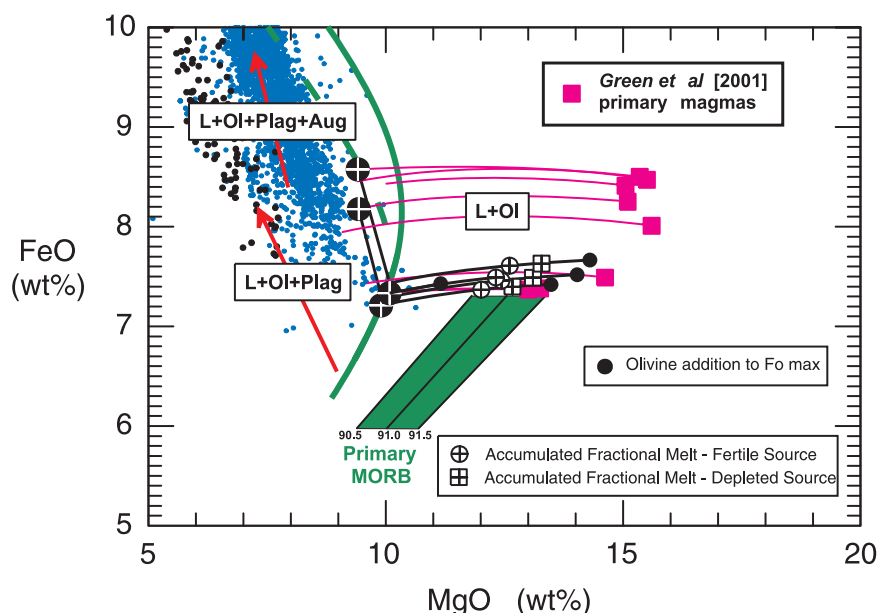 10
9
8
7
6
5
FeO
(wt%)
Green et al [2001]
primary magmas
L+Ol+Plag+Aug
L+Ol
L+Ol+Plag
Olivine addition to Fo max
90.5 91.0 91.5
Primary
MORB
Accumulated Fractional Melt - Fertile Source
Accumulated Fractional Melt - Depleted Source
5 10 15 20
MgO (wt%)